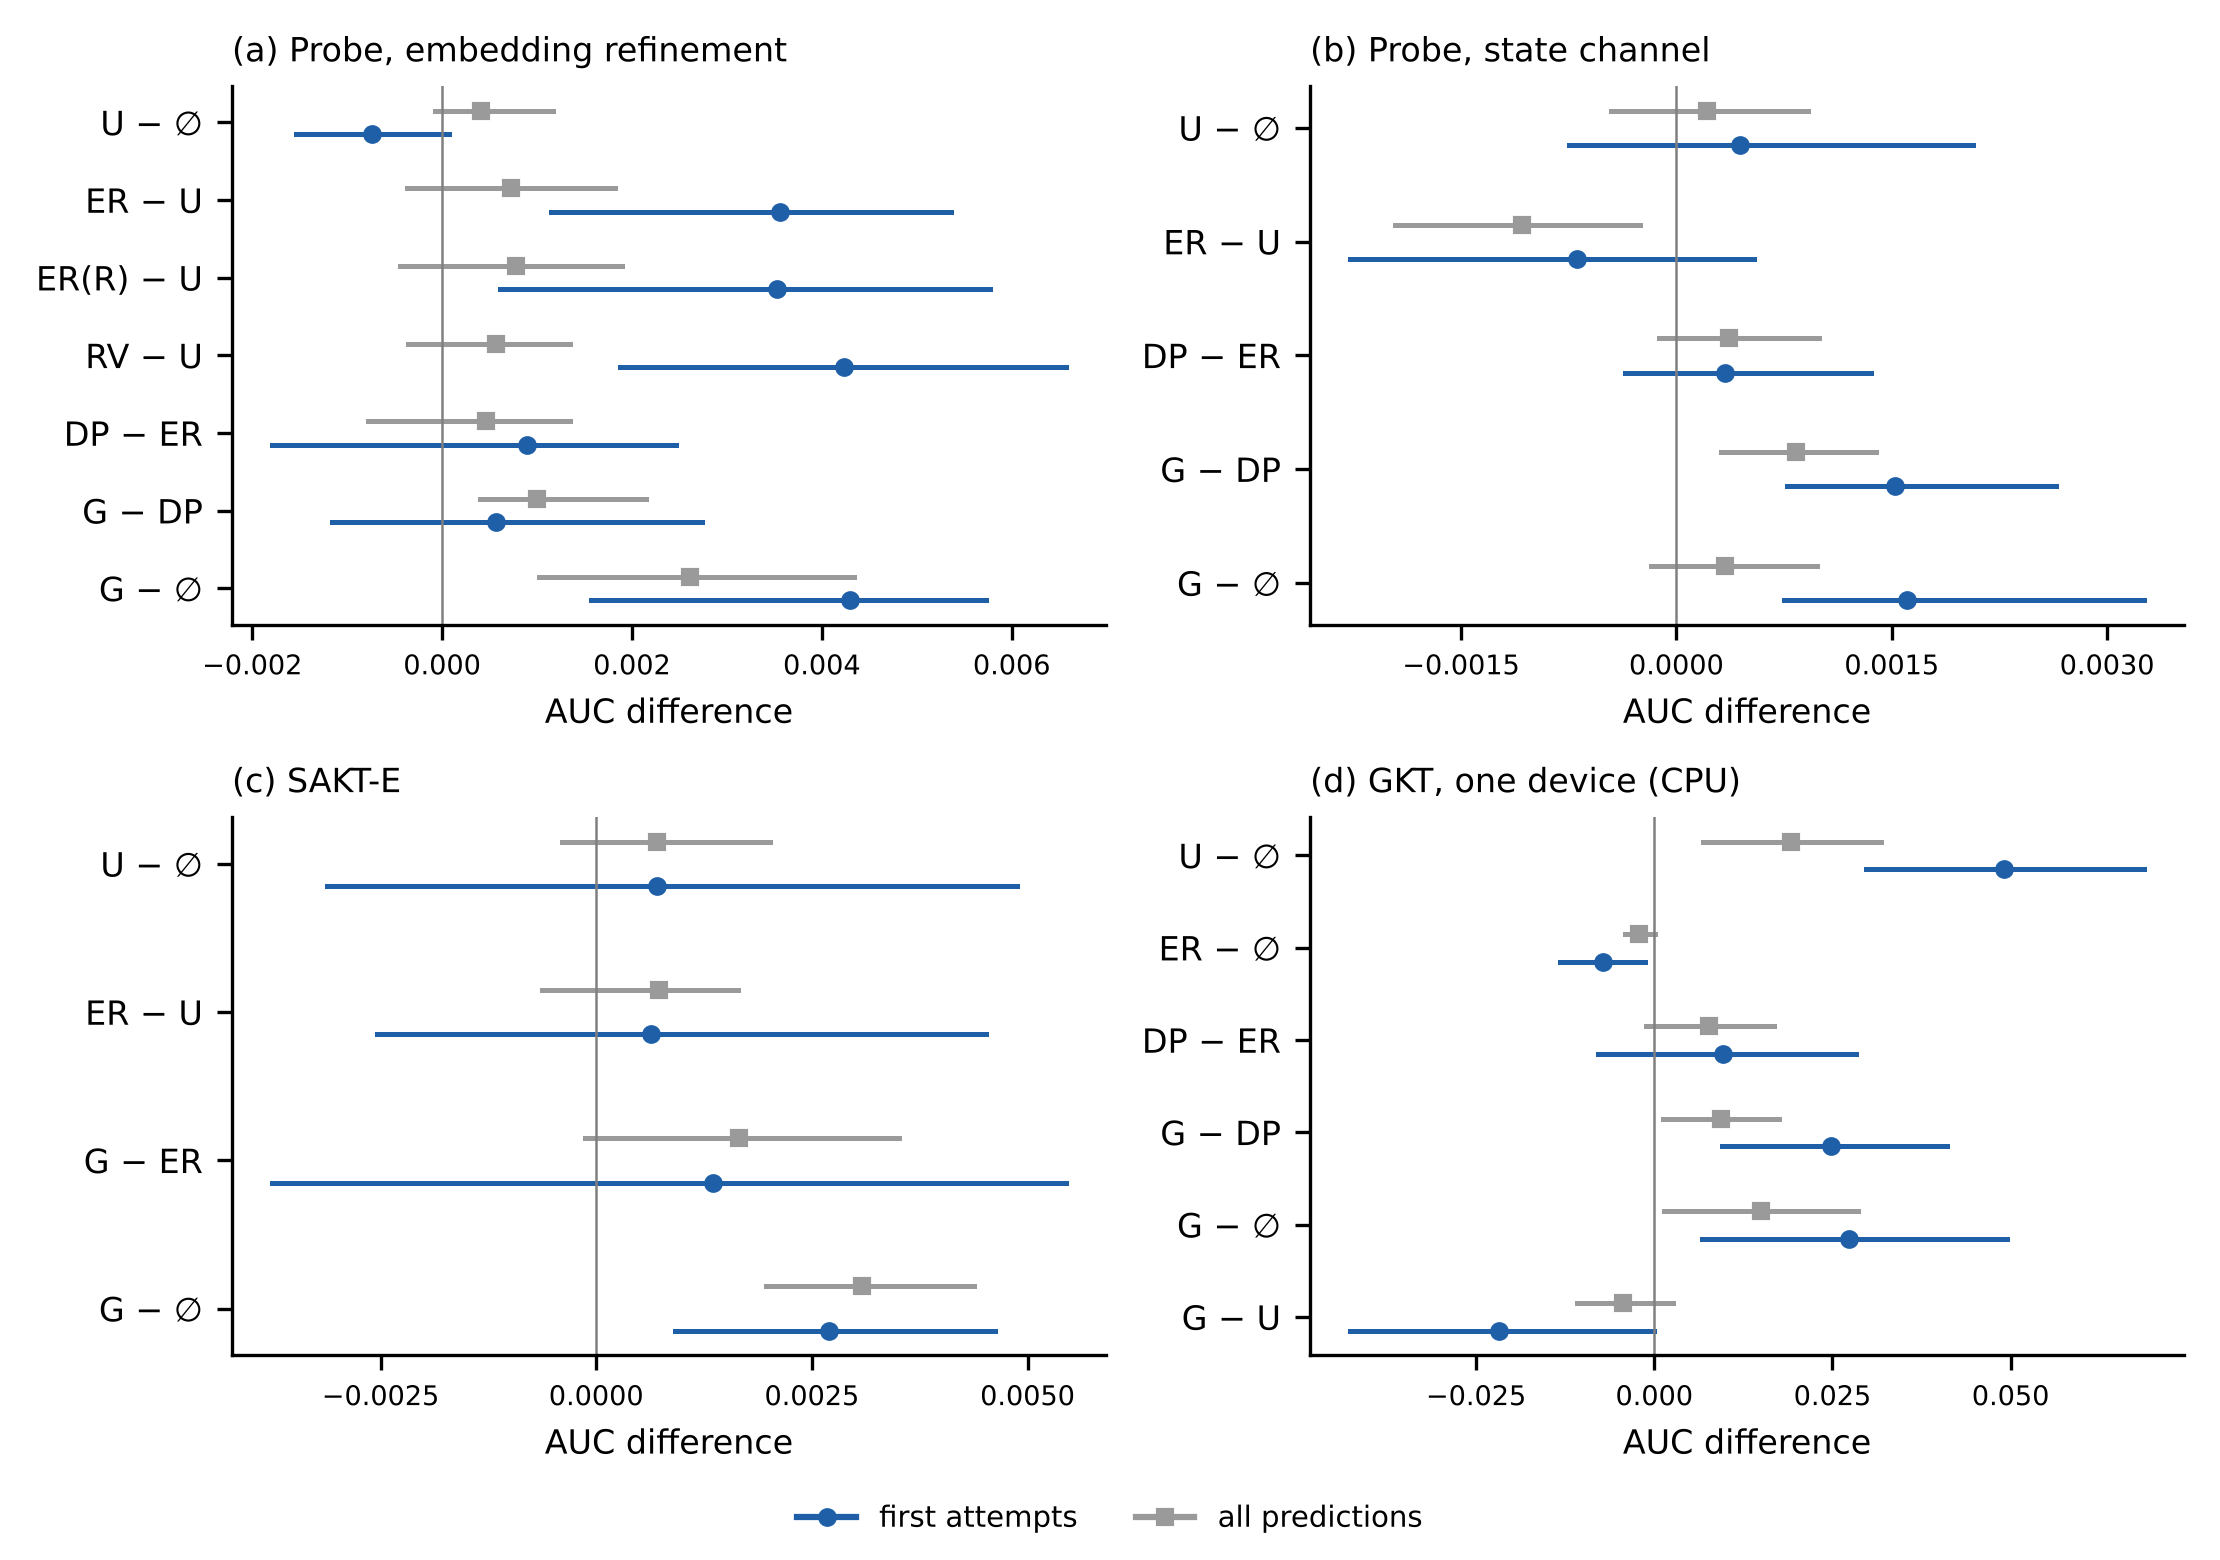 (a) Probe, embedding refinement
U − ∅
ER − U
ER(R) − U
RV − U
DP − ER
G − DP
G − ∅
−0.002 0.000 0.002 0.004 0.006
AUC difference
(b) Probe, state channel
U − ∅
ER − U
DP − ER
G − DP
G − ∅
−0.0015 0.0000 0.0015 0.0030
AUC difference
(c) SAKT-E
U − ∅
ER − U
G − ER
G − ∅
−0.0025 0.0000 0.0025 0.0050
AUC difference
(d) GKT, one device (CPU)
U − ∅
ER − ∅
DP − ER
G − DP
G − ∅
G − U
−0.025 0.000 0.025 0.050
AUC difference
first attempts all predictions